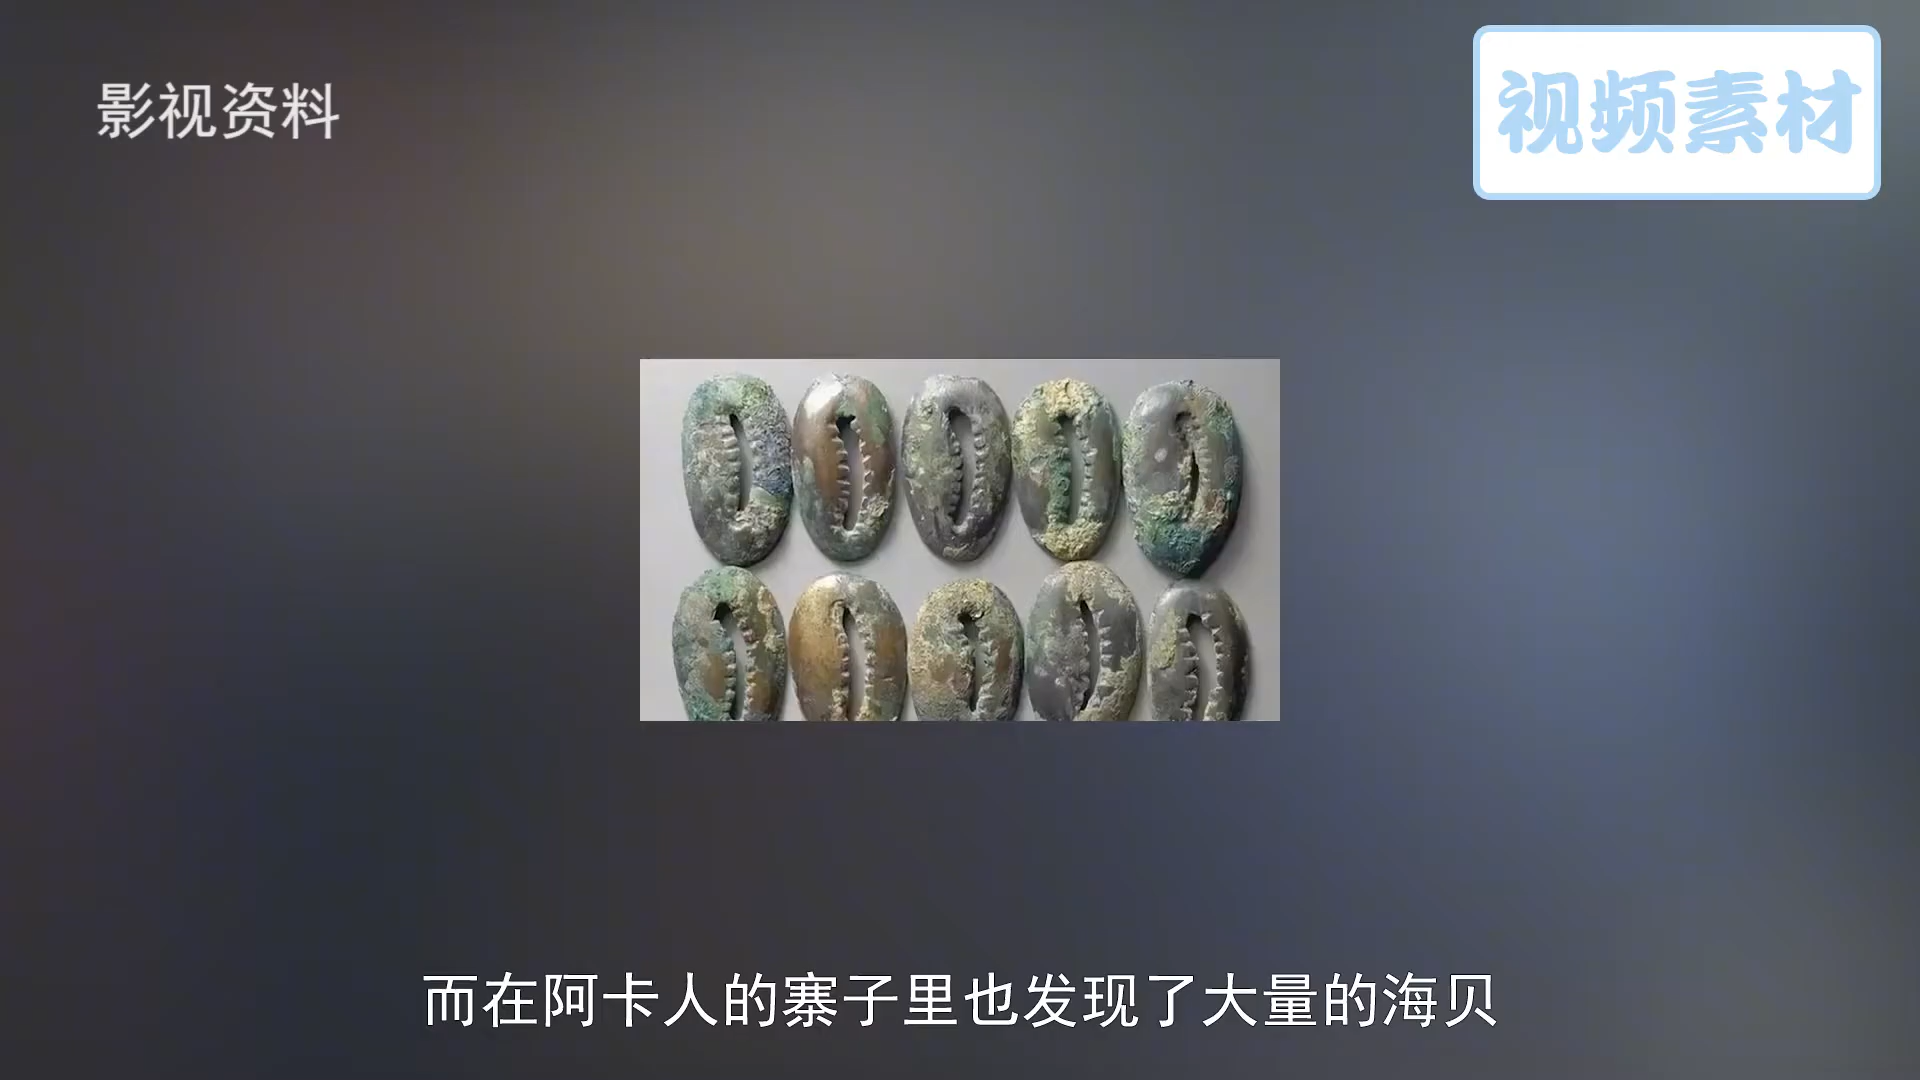 影视资料
视频素材
而在阿卡人的寨子里也发现了大量的海贝